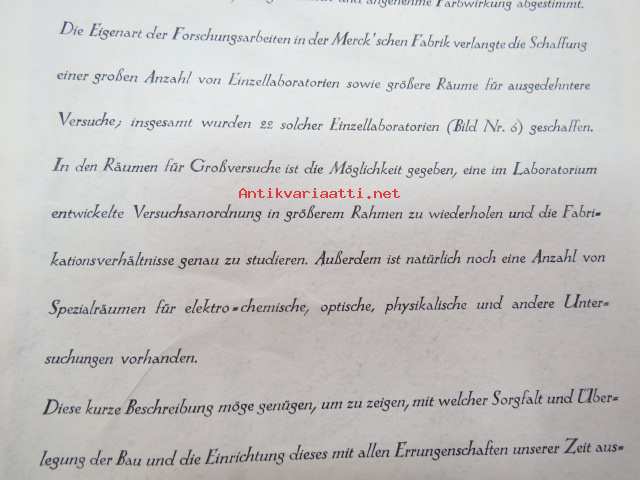 und angenehme Farbwirkung abgestimmt.
Die Eigenart der Forschungsarbeiten in der Merck'schen Fabrik verlangte die Schaffung
einer großen Anzahl von Einzellaboratorien sowie größere Räume für ausgedehntere
Versuche; insgesamt wurden 22 solcher Einzellaboratorien (Bild Nr. 6) geschaffen.
In den Räumen für Großversuche ist die Möglichkeit gegeben, eine im Laboratorium
Antikvariaatti.net
entwickelte Versuchsanordnung in größerem Rahmen zu wiederholen und die Fabri-
kationsverhältnisse genau zu studieren. Außerdem ist natürlich noch eine Anzahl von
Spezialräumen für elektro-chemische, optische, physikalische und andere Unter-
suchungen vorhanden.
Diese kurze Beschreibung möge genügen, um zu zeigen, mit welcher Sorgfalt und Über-
legung der Bau und die Einrichtung dieses mit allen Errungenschaften unserer Zeit aus-